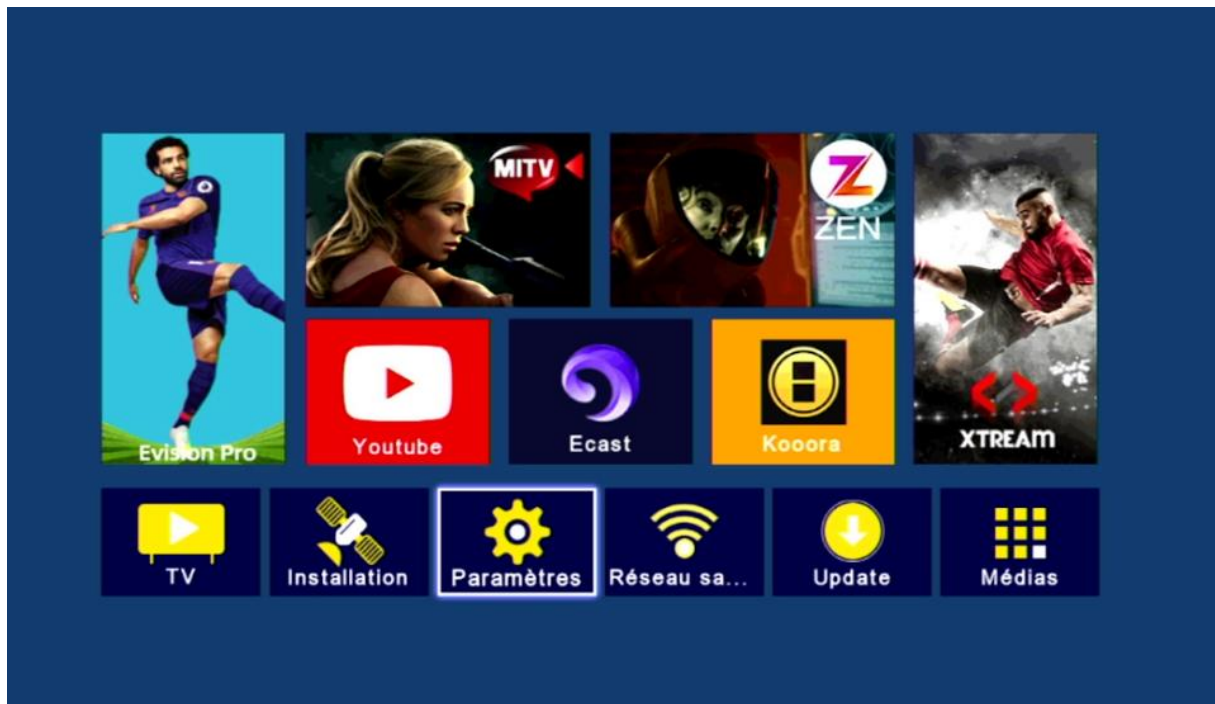 MITV
Z
ZEN
Evision Pro
Youtube
Ecast
Kooora
XTREAM
TV
Installation
Paramètres
Réseau sa...
Update
Médias